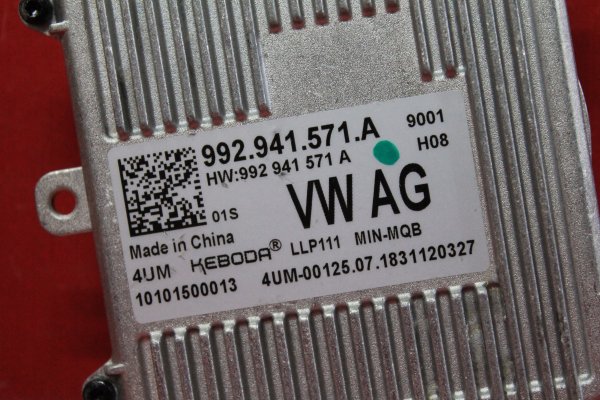 992.941.571.A 9001
HW:992 941 571 A H08
01S VW AG
Made in China
4UM KEBODA® LLP111 MIN-MQB
10101500013 4UM-00125.07.1831120327